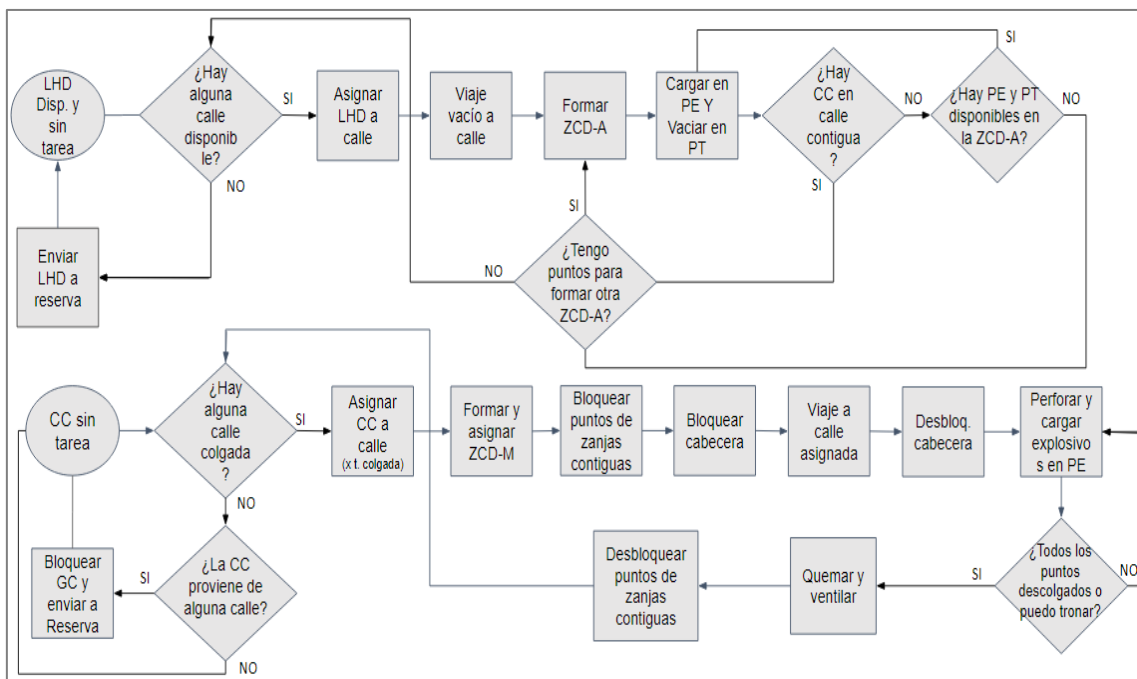 LHD
Disp. y
sin
tarea
¿Hay
alguna
calle
disponib
le?
SI
NO
Enviar
LHD a
reserva
Asignar
LHD a
calle
Viaje
vacío a
calle
Formar
ZCD-A
Cargar en
PE Y
Vaciar en
PT
¿Hay
CC en
calle
contigua
?
NO
SI
¿Hay PE y PT
disponibles en
la ZCD-A?
SI
NO
¿Tengo
puntos para
formar otra
ZCD-A?
SI
NO
CC sin
tarea
¿Hay
alguna
calle
colgada
?
SI
NO
¿La CC
proviene de
alguna calle?
SI
NO
Bloquear
GC y
enviar a
Reserva
Asignar
CC a
calle
(x t. colgada)
Formar y
asignar
ZCD-M
Bloquear
puntos de
zanjas
contiguas
Bloquear
cabecera
Viaje a
calle
asignada
Desbloq.
cabecera
Perforar y
cargar
explosivo
s en PE
¿Todos los
puntos
descolgados o
puedo tronar?
NO
SI
Quemar y
ventilar
Desbloquear
puntos de
zanjas
contiguas